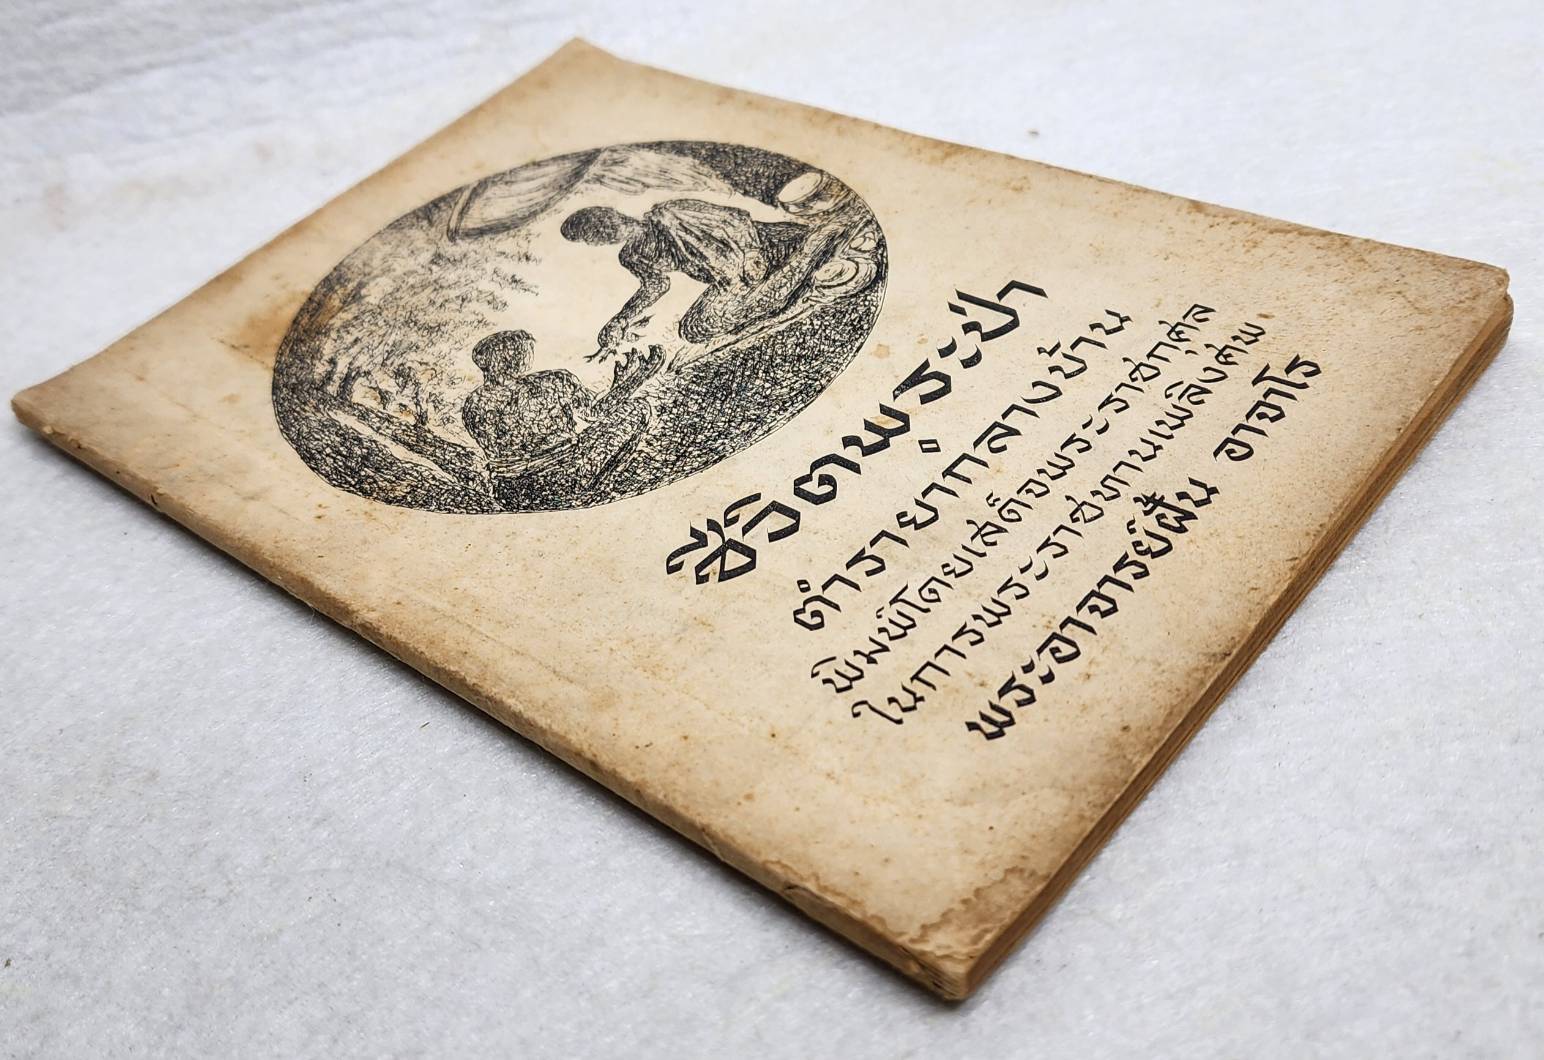 ชีวิตพระป่า
ตำรายากลางบ้าน
พิมพ์โดยเสด็จพระราชกุศล
ในการพระราชทานเพลิงศพ
พระอาจารย์ฝั้น อาจาโร